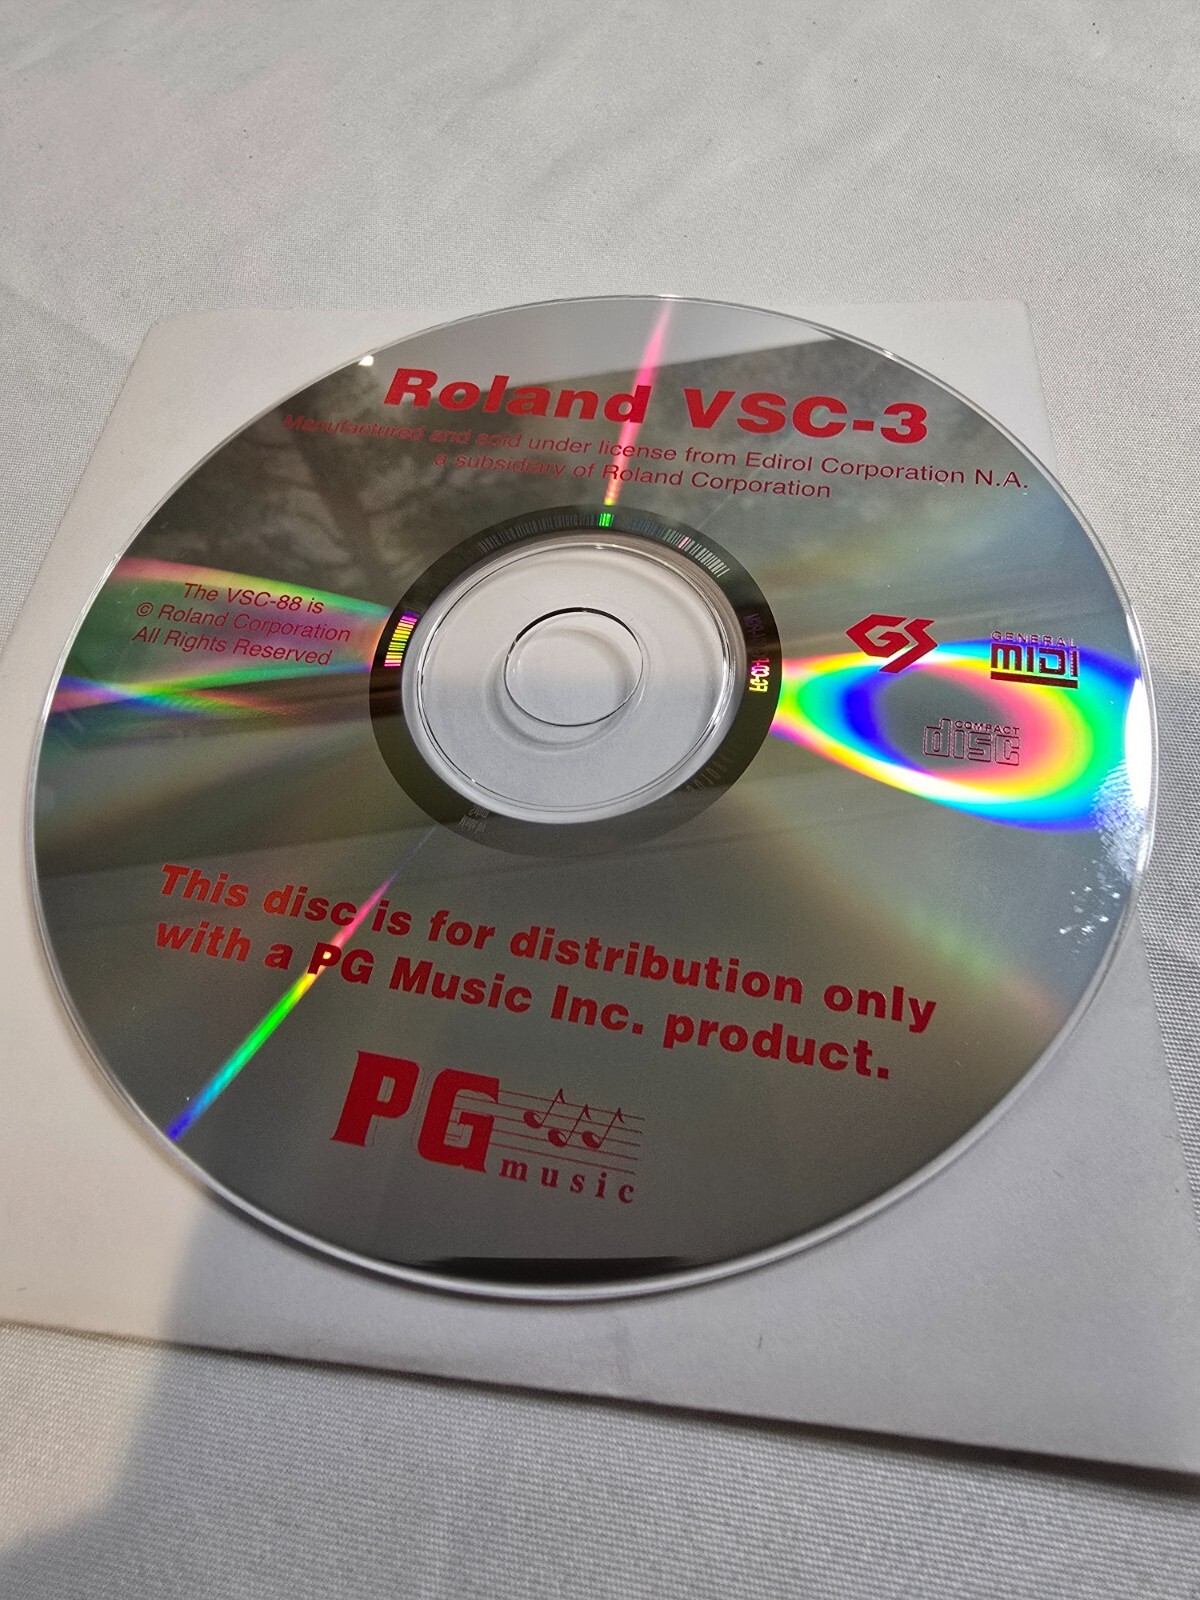 Roland VSC-3
Manufactured and sold under license from Edirol Corporation N.A.
a subsidiary of Roland Corporation
The VSC-88 is
© Roland Corporation
All Rights Reserved
GS
GENERAL
MIDI
COMPACT
disc
This disc is for distribution only
with a PG Music Inc. product.
PG
music